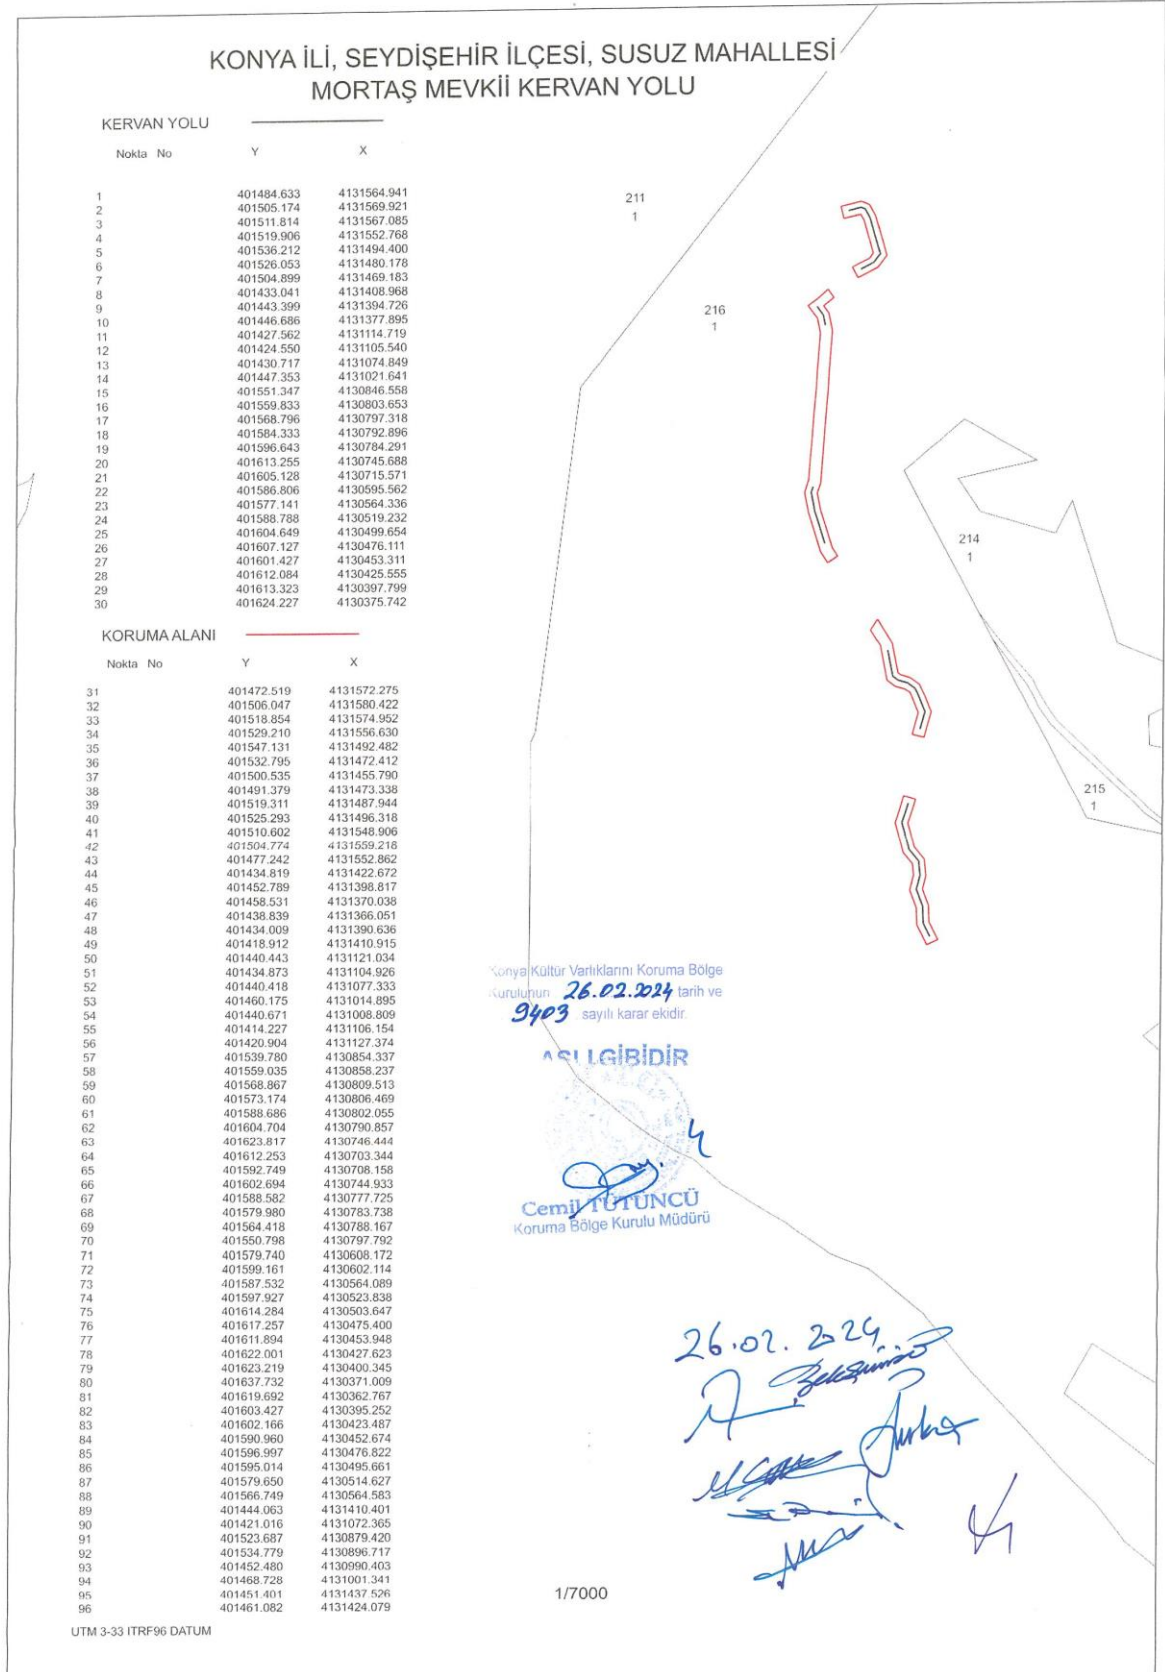 KONYA İLİ, SEYDİŞEHİR İLÇESİ, SUSUZ MAHALLESİ
MORTAŞ MEVKİİ KERVAN YOLU
KERVAN YOLU
Nokta No Y X
1 401484.633 4131564.941
2 401505.174 4131569.921
3 401511.814 4131567.085
4 401519.906 4131552.768
5 401536.212 4131494.400
6 401526.053 4131480.178
7 401504.899 4131469.183
8 401433.041 4131408.968
9 401443.399 4131394.726
10 401446.686 4131377.895
11 401427.562 4131114.719
12 401424.550 4131105.540
13 401430.717 4131074.849
14 401447.353 4131021.641
15 401551.347 4130846.558
16 401559.833 4130803.653
17 401568.796 4130797.318
18 401584.333 4130792.896
19 401596.643 4130784.291
20 401613.255 4130745.688
21 401605.128 4130715.571
22 401586.806 4130595.562
23 401577.141 4130564.336
24 401588.788 4130519.232
25 401604.649 4130499.654
26 401607.127 4130476.111
27 401601.427 4130453.311
28 401612.084 4130425.555
29 401613.323 4130397.799
30 401624.227 4130375.742
KORUMA ALANI
Nokta No Y X
31 401472.519 4131572.275
32 401506.047 4131580.422
33 401518.854 4131574.952
34 401529.210 4131556.630
35 401547.131 4131492.482
36 401532.795 4131472.412
37 401500.535 4131455.790
38 401491.379 4131473.338
39 401519.311 4131487.944
40 401525.293 4131496.318
41 401510.602 4131548.906
42 401504.774 4131559.218
43 401477.242 4131552.862
44 401434.819 4131422.672
45 401452.789 4131398.817
46 401458.531 4131370.038
47 401438.839 4131366.051
48 401434.009 4131390.636
49 401418.912 4131410.915
50 401440.443 4131121.034
51 401434.873 4131104.926
52 401440.418 4131077.333
53 401460.175 4131014.895
54 401440.671 4131008.809
55 401414.227 4131106.154
56 401420.904 4131127.374
57 401539.780 4130854.337
58 401559.035 4130858.237
59 401568.867 4130809.513
60 401573.174 4130806.469
61 401588.686 4130802.055
62 401604.704 4130790.857
63 401623.817 4130746.444
64 401612.253 4130703.344
65 401592.749 4130708.158
66 401602.694 4130744.933
67 401588.582 4130777.725
68 401579.980 4130783.738
69 401564.418 4130788.167
70 401550.798 4130797.792
71 401579.740 4130608.172
72 401599.161 4130602.114
73 401587.532 4130564.089
74 401597.927 4130523.838
75 401614.284 4130503.647
76 401617.257 4130475.400
77 401611.894 4130453.948
78 401622.001 4130427.623
79 401623.219 4130400.345
80 401637.732 4130371.009
81 401619.692 4130362.767
82 401603.427 4130395.252
83 401602.166 4130423.487
84 401590.960 4130452.674
85 401596.997 4130476.822
86 401595.014 4130495.661
87 401579.650 4130514.627
88 401566.749 4130564.583
89 401444.063 4131410.401
90 401421.016 4131072.365
91 401523.687 4130879.420
92 401534.779 4130896.717
93 401452.480 4130990.403
94 401468.728 4131001.341
95 401451.401 4131437.526
96 401461.082 4131424.079
UTM 3-33 ITRF96 DATUM
211
1
216
1
214
1
215
1
Konya Kültür Varlıklarını Koruma Bölge
Kurulunun 26.02.2024 tarih ve
9403 sayılı karar ekidir.
ASLI GİBİDİR
Cemil TÜTÜNCÜ
Koruma Bölge Kurulu Müdürü
26.02.2024
1/7000